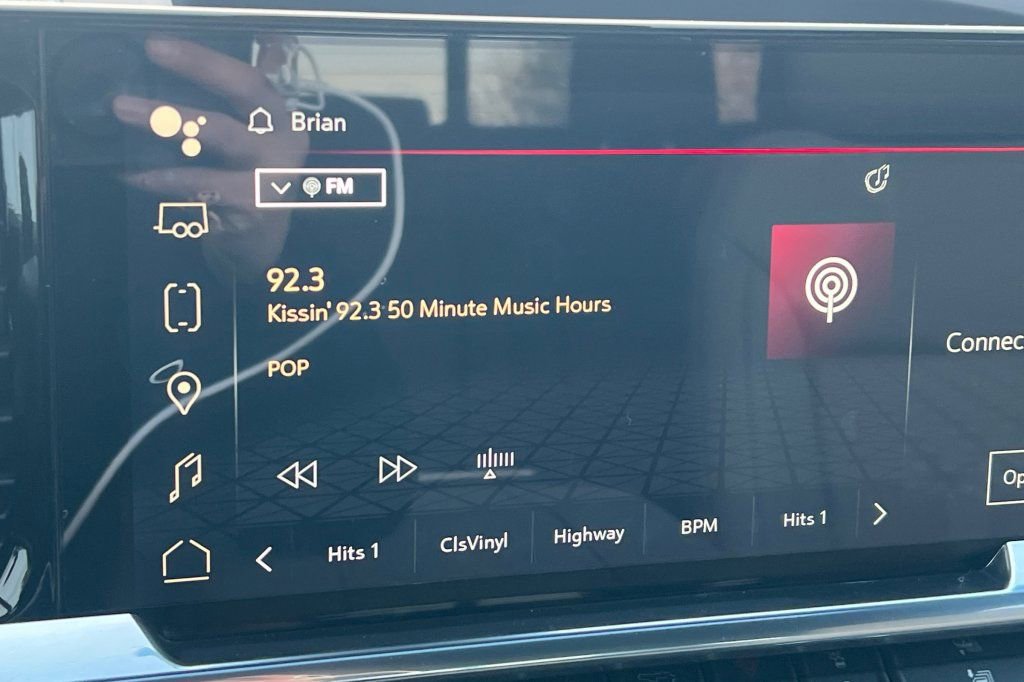 Brian
FM
92.3
Kissin' 92.3 50 Minute Music Hours
POP
Connec
Op
Hits 1
ClsVinyl
Highway
BPM
Hits 1